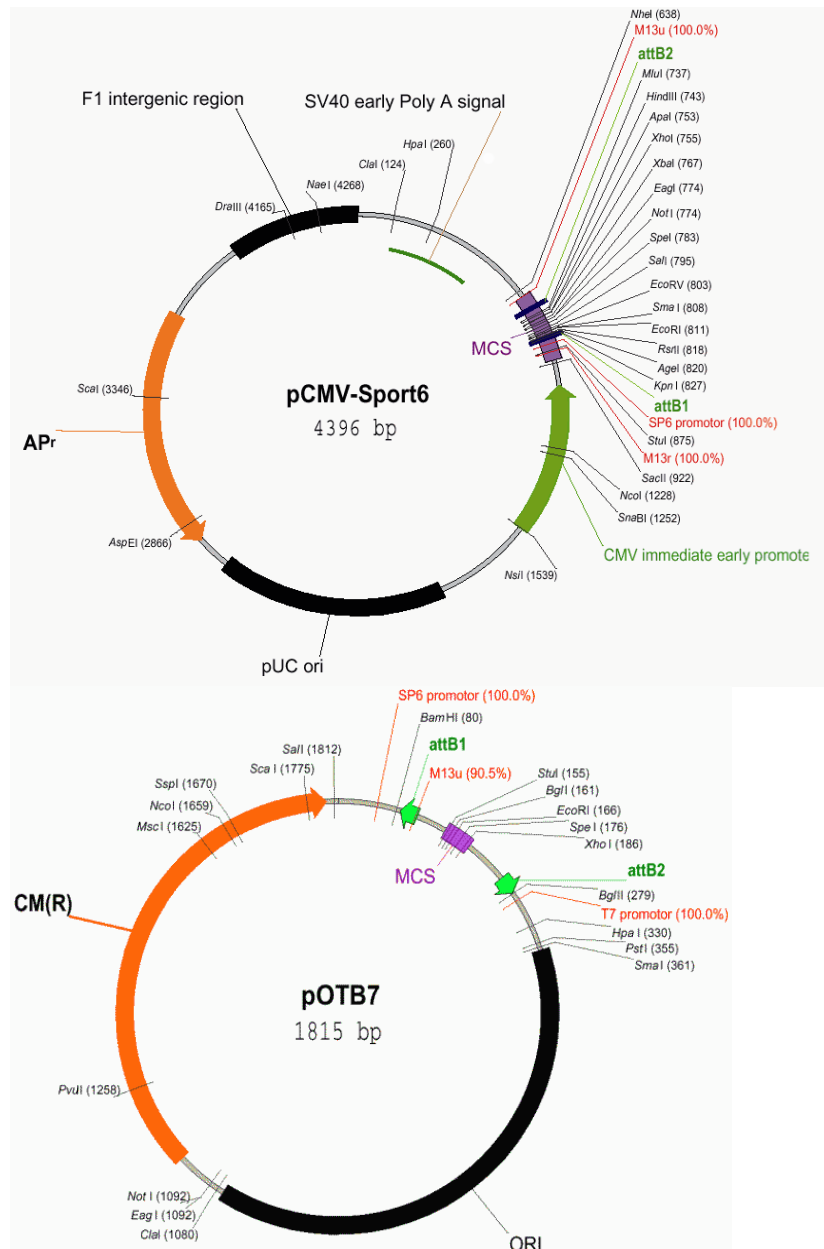 NheI (638)
M13u (100.0%)
attB2
MluI (737)
HindIII (743)
ApaI (753)
XhoI (755)
XbaI (767)
EagI (774)
NotI (774)
SpeI (783)
SalI (795)
EcoRV (803)
SmaI (808)
EcoRI (811)
RsrII (818)
AgeI (820)
KpnI (827)
attB1
SP6 promotor (100.0%)
StuI (875)
M13r (100.0%)
SacII (922)
NcoI (1228)
SnaBI (1252)
CMV immediate early promote
NsiI (1539)
F1 intergenic region
SV40 early Poly A signal
HpaI (260)
ClaI (124)
NaeI (4268)
DraIII (4165)
MCS
pCMV-Sport6
4396 bp
ScaI (3346)
APr
AspEI (2866)
pUC ori
SP6 promotor (100.0%)
BamHI (80)
attB1
M13u (90.5%)
SalI (1812)
ScaI (1775)
SspI (1670)
NcoI (1659)
MscI (1625)
StuI (155)
BglI (161)
EcoRI (166)
SpeI (176)
XhoI (186)
MCS
attB2
BglII (279)
T7 promotor (100.0%)
HpaI (330)
PstI (355)
SmaI (361)
CM(R)
pOTB7
1815 bp
PvuII (1258)
NotI (1092)
EagI (1092)
ClaI (1080)
ORI